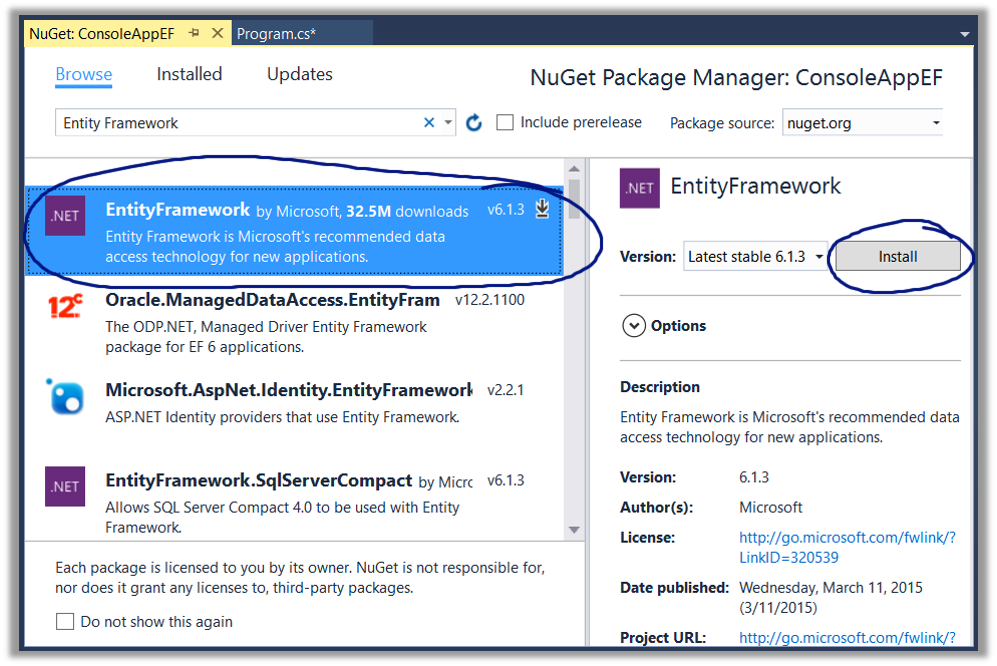 NuGet: ConsoleAppEF
Program.cs*
Browse Installed Updates
NuGet Package Manager: ConsoleAppEF
Entity Framework
Include prerelease
Package source: nuget.org
.NET
EntityFramework by Microsoft, 32.5M downloads v6.1.3
Entity Framework is Microsoft's recommended data
access technology for new applications.
12c
Oracle.ManagedDataAccess.EntityFram v12.2.1100
The ODP.NET, Managed Driver Entity Framework
package for EF 6 applications.
Microsoft.AspNet.Identity.EntityFramework v2.2.1
ASP.NET Identity providers that use Entity Framework.
.NET
EntityFramework.SqlServerCompact by Micro v6.1.3
Allows SQL Server Compact 4.0 to be used with Entity
Framework.
Each package is licensed to you by its owner. NuGet is not responsible for,
nor does it grant any licenses to, third-party packages.
Do not show this again
.NET
EntityFramework
Version: Latest stable 6.1.3 Install
Options
Description
Entity Framework is Microsoft's recommended data
access technology for new applications.
Version: 6.1.3
Author(s): Microsoft
License: http://go.microsoft.com/fwlink/?
LinkID=320539
Date published: Wednesday, March 11, 2015
(3/11/2015)
Project URL: http://go.microsoft.com/fwlink/?